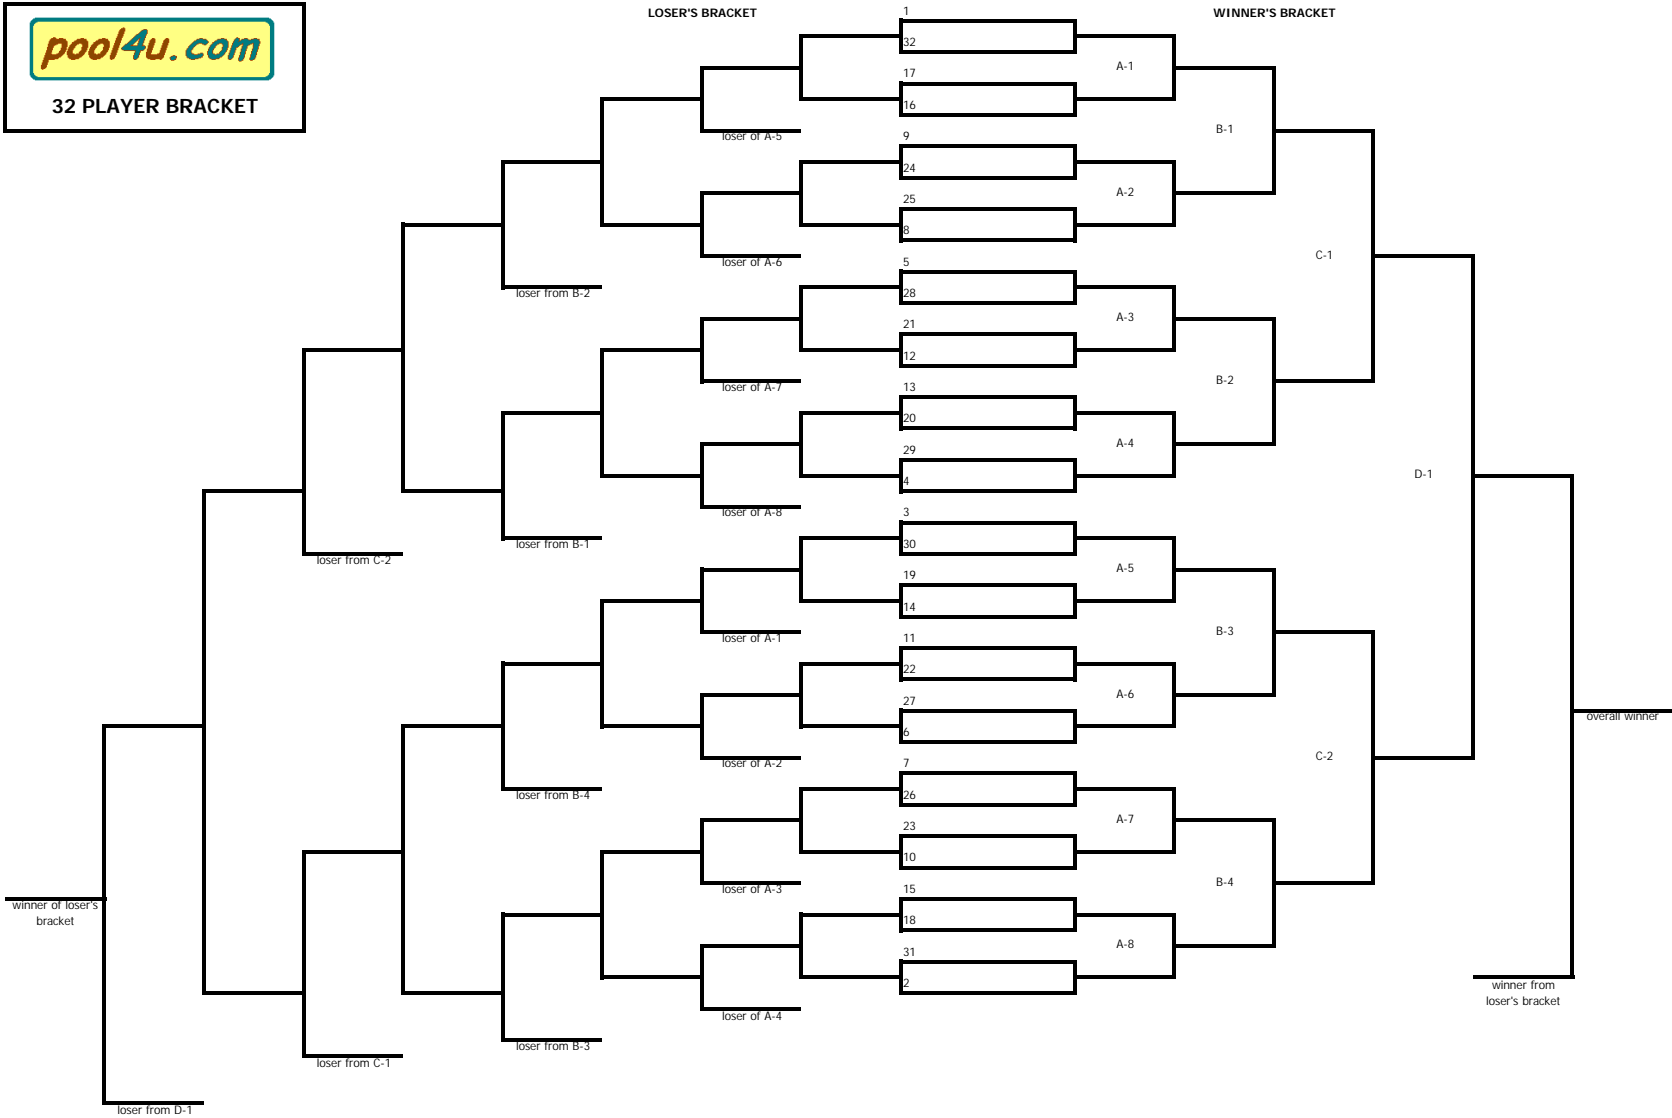 LOSER'S BRACKET
WINNER'S BRACKET
pool4u.com
32 PLAYER BRACKET
1
32
A-1
17
16
B-1
loser of A-5
9
24
A-2
25
8
C-1
loser of A-6
5
28
loser from B-2
A-3
21
12
B-2
loser of A-7
13
20
A-4
29
4
D-1
loser of A-8
3
30
loser from B-1
loser from C-2
A-5
19
14
B-3
loser of A-1
11
22
A-6
27
6
overall winner
C-2
loser of A-2
7
26
loser from B-4
A-7
23
10
B-4
loser of A-3
15
18
winner of loser's
bracket
A-8
31
2
winner from
loser's bracket
loser of A-4
loser from B-3
loser from C-1
loser from D-1